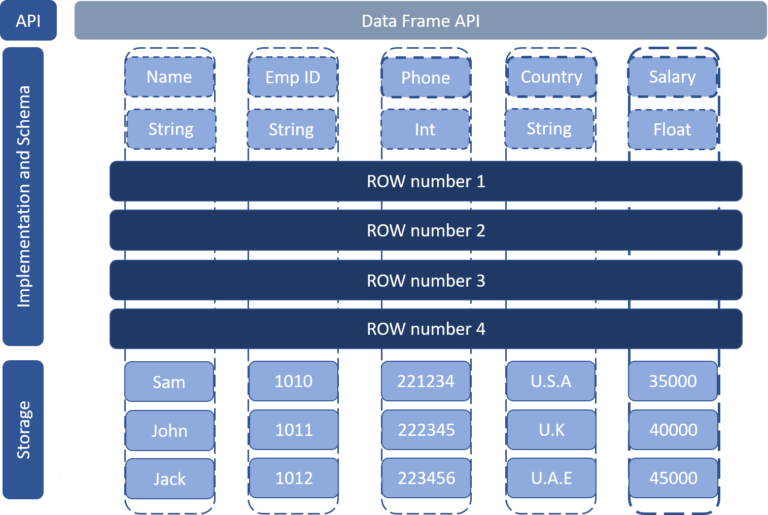 API
Data Frame API
Implementation and Schema
Name
Emp ID
Phone
Country
Salary
String
String
Int
String
Float
ROW number 1
ROW number 2
ROW number 3
ROW number 4
Storage
Sam
1010
221234
U.S.A
35000
John
1011
222345
U.K
40000
Jack
1012
223456
U.A.E
45000